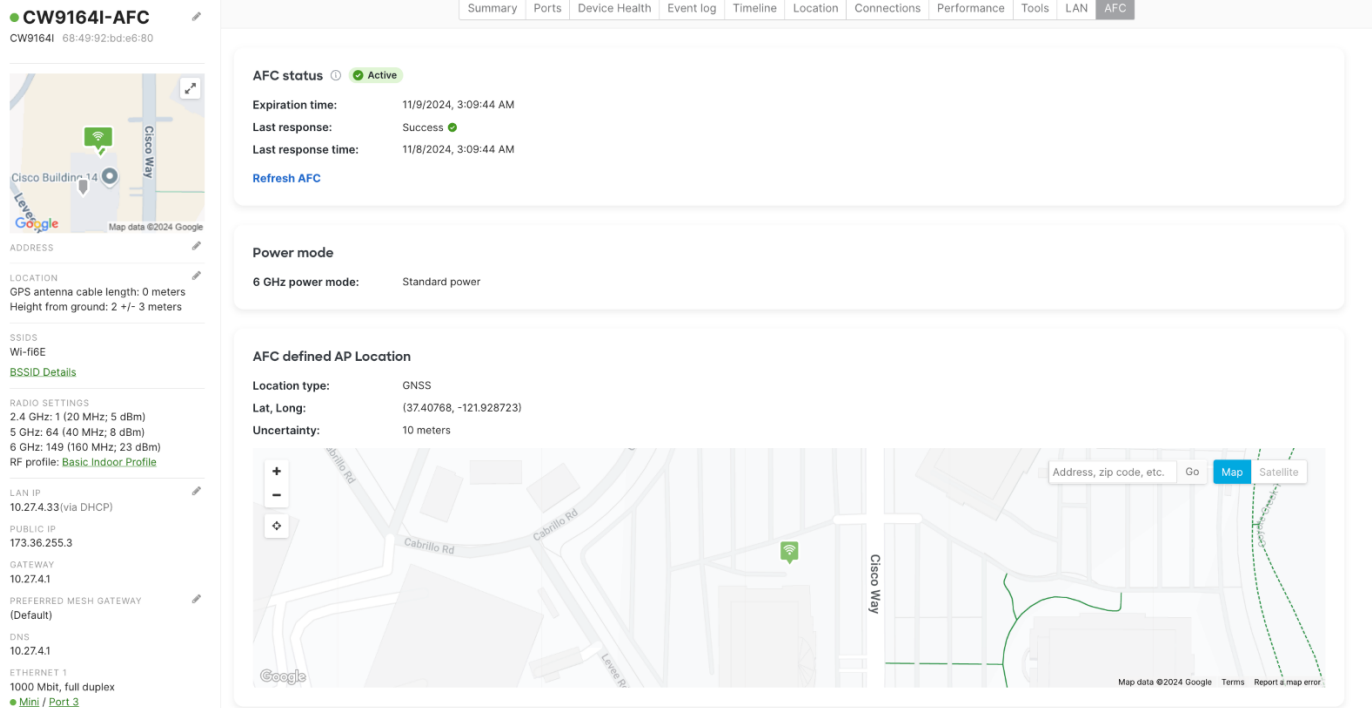 CW9164I-AFC
CW9164I 68:49:92:bd:e6:80
Cisco Way
Cisco Building 14
Google
Map data ©2024 Google
ADDRESS
LOCATION
GPS antenna cable length: 0 meters
Height from ground: 2 +/- 3 meters
SSIDS
Wi-fi6E
BSSID Details
RADIO SETTINGS
2.4 GHz: 1 (20 MHz; 5 dBm)
5 GHz: 64 (40 MHz; 8 dBm)
6 GHz: 149 (160 MHz; 23 dBm)
RF profile: Basic Indoor Profile
LAN IP
10.27.4.33(via DHCP)
PUBLIC IP
173.36.255.3
GATEWAY
10.27.4.1
PREFERRED MESH GATEWAY
(Default)
DNS
10.27.4.1
ETHERNET 1
1000 Mbit, full duplex
Mini / Port 3
Summary Ports Device Health Event log Timeline Location Connections Performance Tools LAN AFC
AFC status Active
Expiration time: 11/9/2024, 3:09:44 AM
Last response: Success
Last response time: 11/8/2024, 3:09:44 AM
Refresh AFC
Power mode
6 GHz power mode: Standard power
AFC defined AP Location
Location type: GNSS
Lat, Long: (37.40768, -121.928723)
Uncertainty: 10 meters
+
−
Address, zip code, etc. Go Map Satellite
Cabrillo Rd
Cabrillo Rd
Cabrillo Rd
Cisco Way
Google
Map data ©2024 Google Terms Report a map error